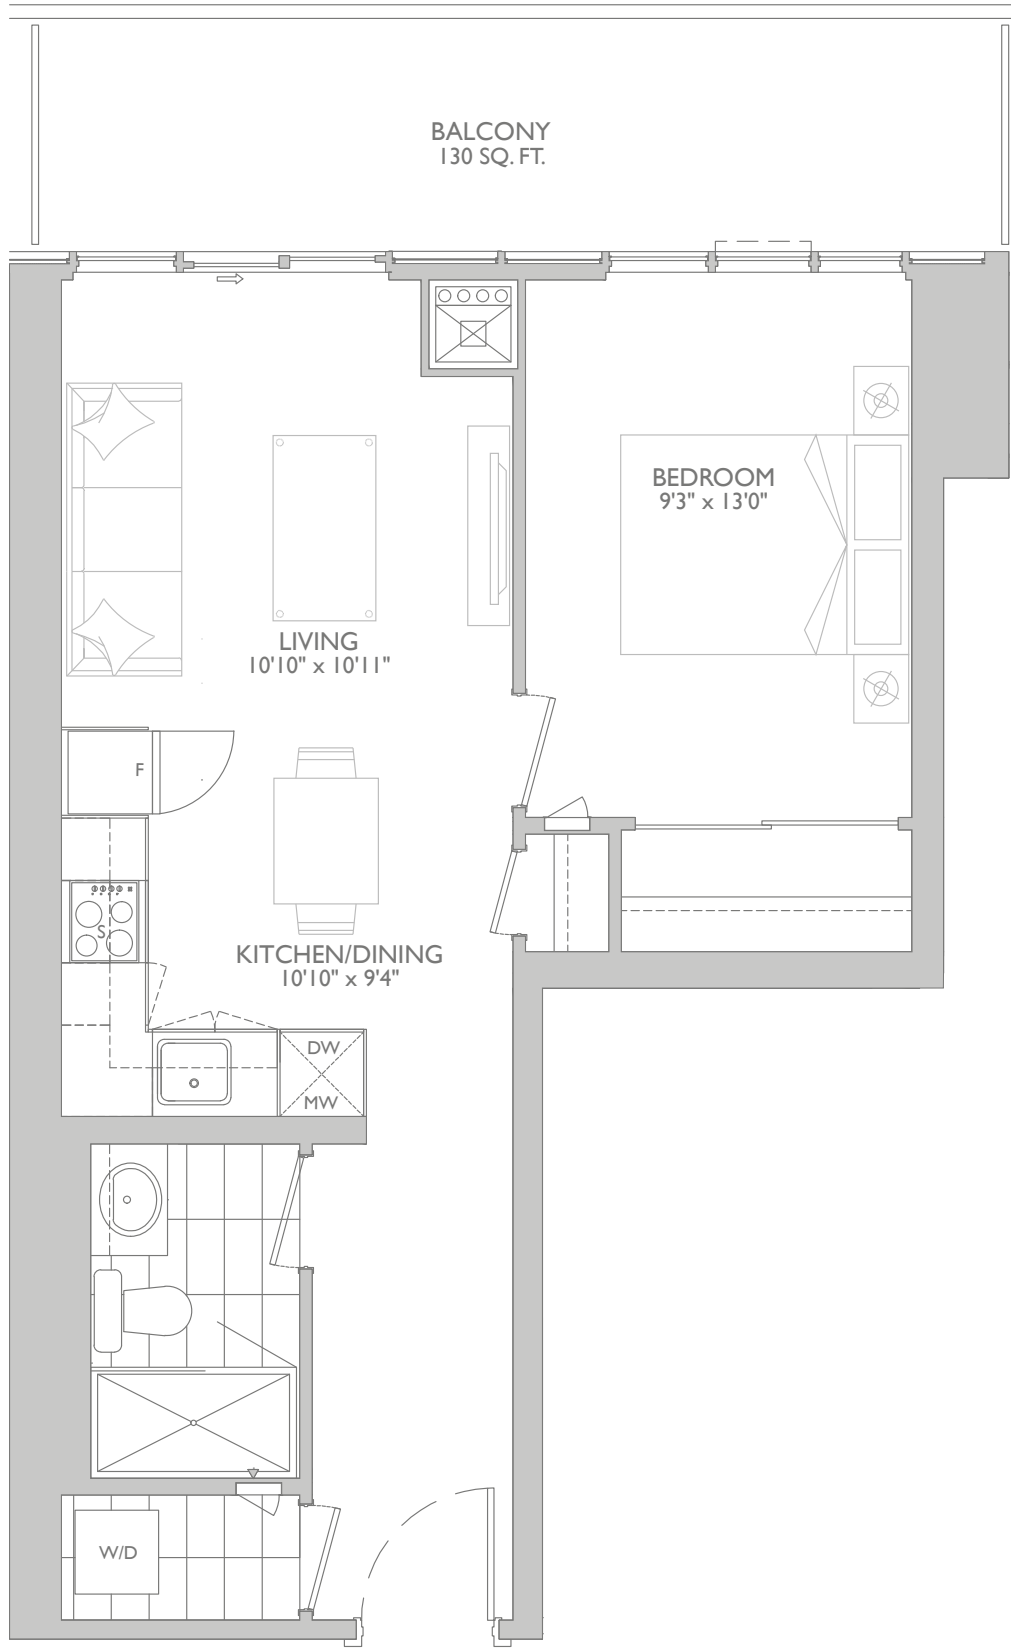 BALCONY
130 SQ. FT.
BEDROOM
9'3" x 13'0"
LIVING
10'10" x 10'11"
F
S
KITCHEN/DINING
10'10" x 9'4"
DW
MW
W/D